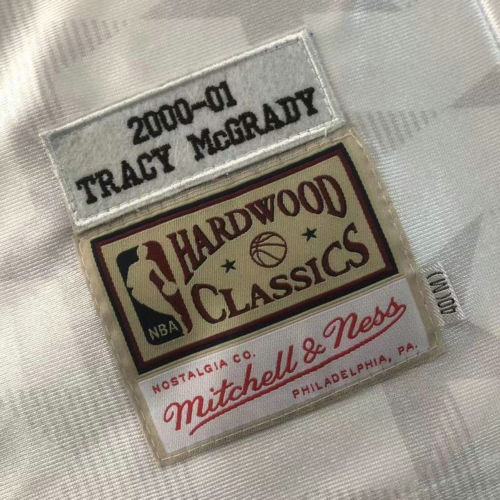 2000-01
TRACY McGRADY
HARDWOOD
CLASSICS
NBA
NOSTALGIA CO.
Mitchell & Ness
PHILADELPHIA, PA.
40(M)